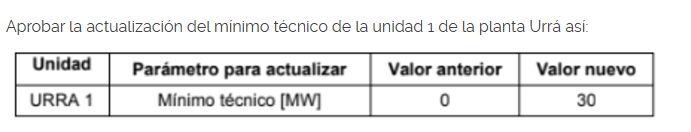 Aprobar la actualización del mínimo técnico de la unidad 1 de la planta Urrá así:
Unidad Parámetro para actualizar Valor anterior Valor nuevo
URRA 1 Mínimo técnico [MW] 0 30